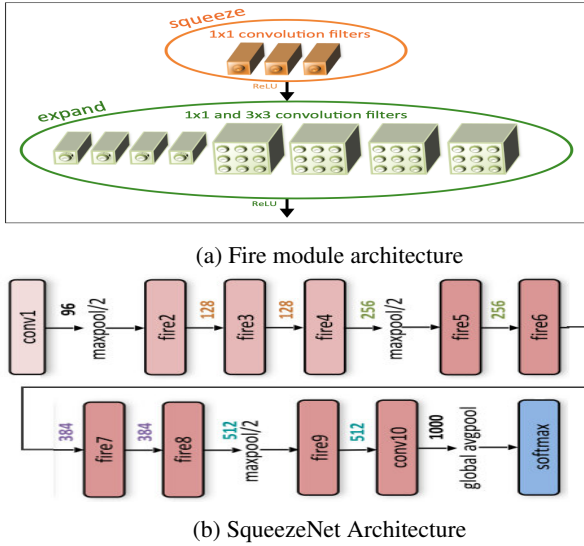 squeeze
1x1 convolution filters
ReLU
expand
1x1 and 3x3 convolution filters
ReLU
(a) Fire module architecture
conv1
96
maxpool/2
fire2
128
fire3
128
fire4
256
maxpool/2
fire5
256
fire6
384
fire7
384
fire8
512
maxpool/2
fire9
512
conv10
1000
global avgpool
softmax
(b) SqueezeNet Architecture